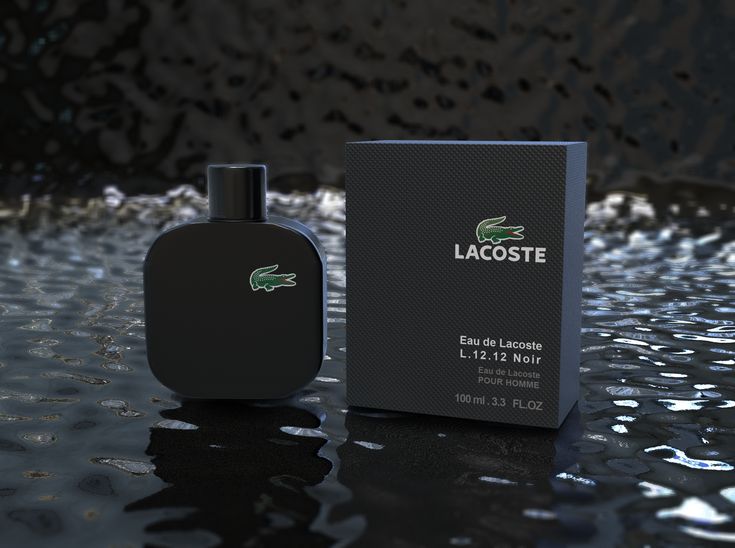 LACOSTE
Eau de Lacoste
L.12.12 Noir
Eau de Lacoste
POUR HOMME
100 ml . 3.3 FL.OZ